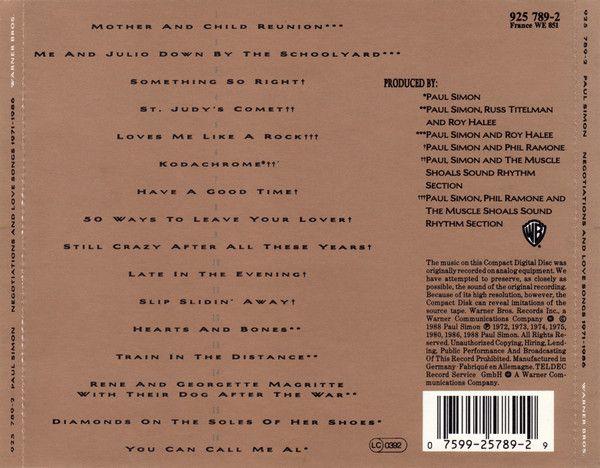 925 789-2
France WE 851
MOTHER AND CHILD REUNION***
ME AND JULIO DOWN BY THE SCHOOLYARD***
SOMETHING SO RIGHT†
ST. JUDY'S COMET††
LOVES ME LIKE A ROCK†††
KODACHROME®††'
HAVE A GOOD TIME†
50 WAYS TO LEAVE YOUR LOVER†
STILL CRAZY AFTER ALL THESE YEARS†
LATE IN THE EVENING†
SLIP SLIDIN' AWAY†
HEARTS AND BONES**
TRAIN IN THE DISTANCE**
RENE AND GEORGETTE MAGRITTE
WITH THEIR DOG AFTER THE WAR**
DIAMONDS ON THE SOLES OF HER SHOES*
YOU CAN CALL ME AL*
PRODUCED BY:
*PAUL SIMON
**PAUL SIMON, RUSS TITELMAN
AND ROY HALEE
***PAUL SIMON AND ROY HALEE
†PAUL SIMON AND PHIL RAMONE
††PAUL SIMON AND THE MUSCLE
SHOALS SOUND RHYTHM
SECTION
†††PAUL SIMON, PHIL RAMONE AND
THE MUSCLE SHOALS SOUND
RHYTHM SECTION
WB
The music on this Compact Digital Disc was
originally recorded on analog equipment. We
have attempted to preserve, as closely as
possible, the sound of the original recording.
Because of its high resolution, however, the
Compact Disk can reveal limitations of the
source tape. Warner Bros. Records Inc., a
Warner Communications Company ℗ ©
1988 Paul Simon ℗ 1972, 1973, 1974, 1975,
1980, 1986, 1988 Paul Simon. All Rights Re-
served. Unauthorized Copying, Hiring, Lend-
ing, Public Performance And Broadcasting
Of This Record Prohibited. Manufactured in
Germany Fabriqué en Allemagne. TELDEC
Record Service GmbH ℗ A Warner Com-
munications Company.
LC 0392
0 7599-25789-2 9
925 789-2 PAUL SIMON NEGOTIATIONS AND LOVE SONGS 1971-1986 WARNER BROS
925 789-2 PAUL SIMON NEGOTIATIONS AND LOVE SONGS 1971-1986 WARNER BROS